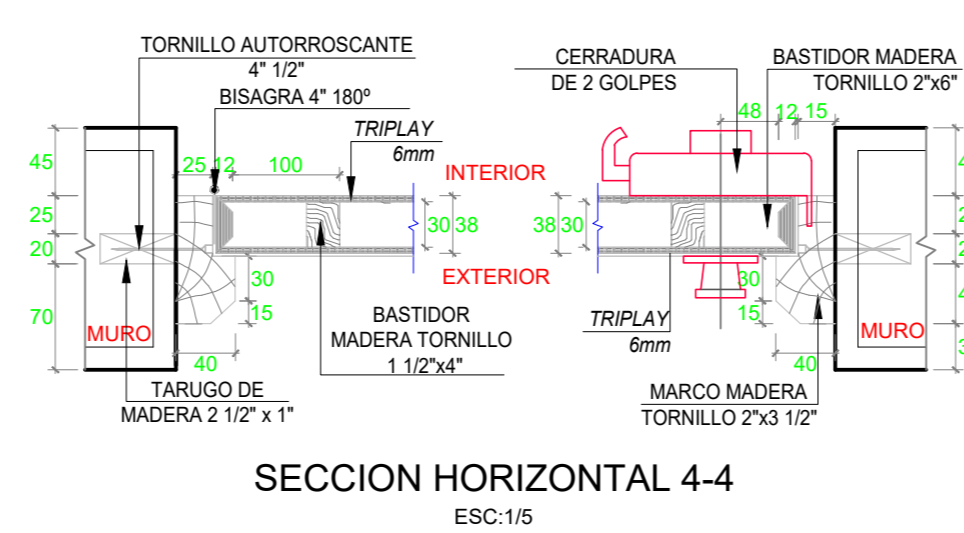 TORNILLO AUTORROSCANTE
4" 1/2"
BISAGRA 4" 180º
TRIPLAY
6mm
CERRADURA
DE 2 GOLPES
BASTIDOR MADERA
TORNILLO 2"x6"
48 12 15
45
25
20
70
25 12 100
INTERIOR
30 38
38 30
EXTERIOR
30
15
40
MURO
BASTIDOR
MADERA TORNILLO
1 1/2"x4"
TARUGO DE
MADERA 2 1/2" x 1"
TRIPLAY
6mm
30
15
40
MURO
MARCO MADERA
TORNILLO 2"x3 1/2"
SECCION HORIZONTAL 4-4
ESC:1/5